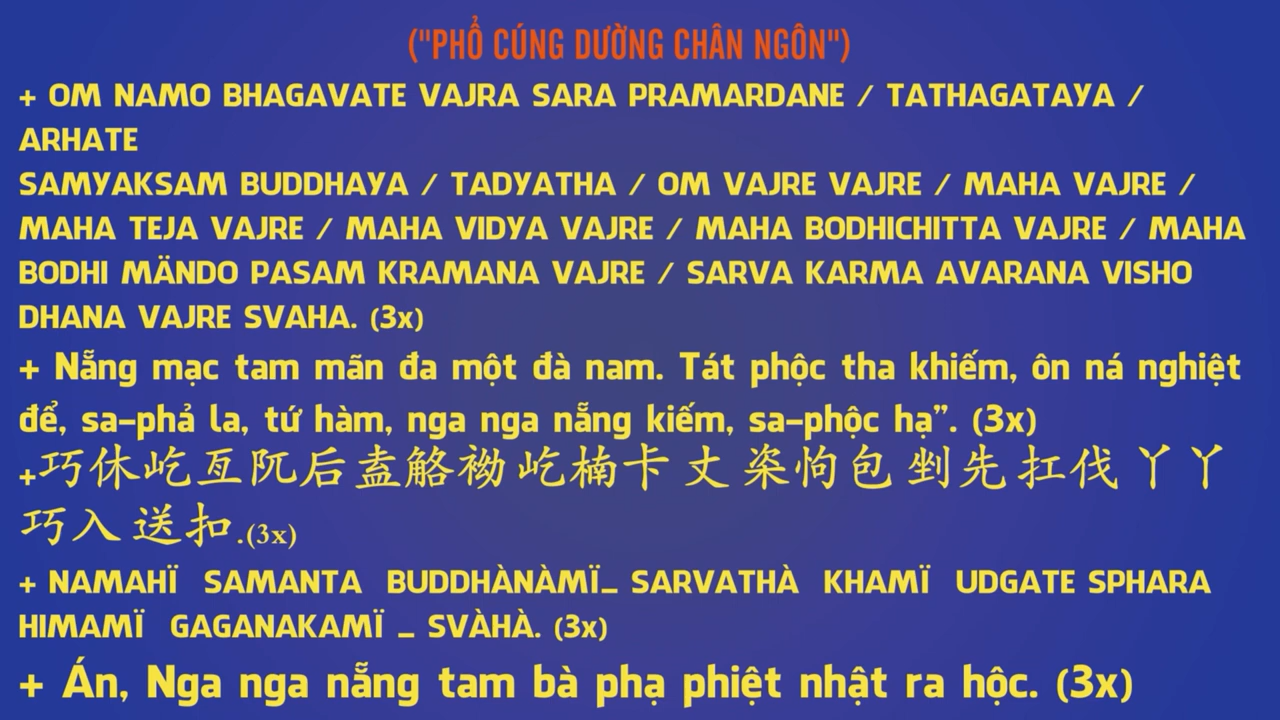 ("PHỔ CÚNG DƯỜNG CHÂN NGÔN")
+ OM NAMO BHAGAVATE VAJRA SARA PRAMARDANE / TATHAGATAYA /
ARHATE
SAMYAKSAM BUDDHAYA / TADYATHA / OM VAJRE VAJRE / MAHA VAJRE /
MAHA TEJA VAJRE / MAHA VIDYA VAJRE / MAHA BODHICHITTA VAJRE / MAHA
BODHI MÄNDO PASAM KRAMANA VAJRE / SARVA KARMA AVARANA VISHO
DHANA VAJRE SVAHA. (3x)
+ Nẵng mạc tam mãn đa một đà nam. Tát phộc tha khiếm, ôn ná nghiệt
để, sa-phả la, tứ hàm, nga nga nẵng kiếm, sa-phộc hạ”. (3x)
+巧休屹亙阢后盍觡袎屹楠卡丈 栥怐包 剉先 扛伐 丫丫
巧入 送扣.(3x)
+ NAMAHÏ SAMANTA BUDDHÀNÀMÏ_ SARVATHÀ KHAMÏ UDGATE SPHARA
HIMAMÏ GAGANAKAMÏ _ SVÀHÀ. (3x)
+ Án, Nga nga nẵng tam bà phạ phiệt nhật ra hộc. (3x)